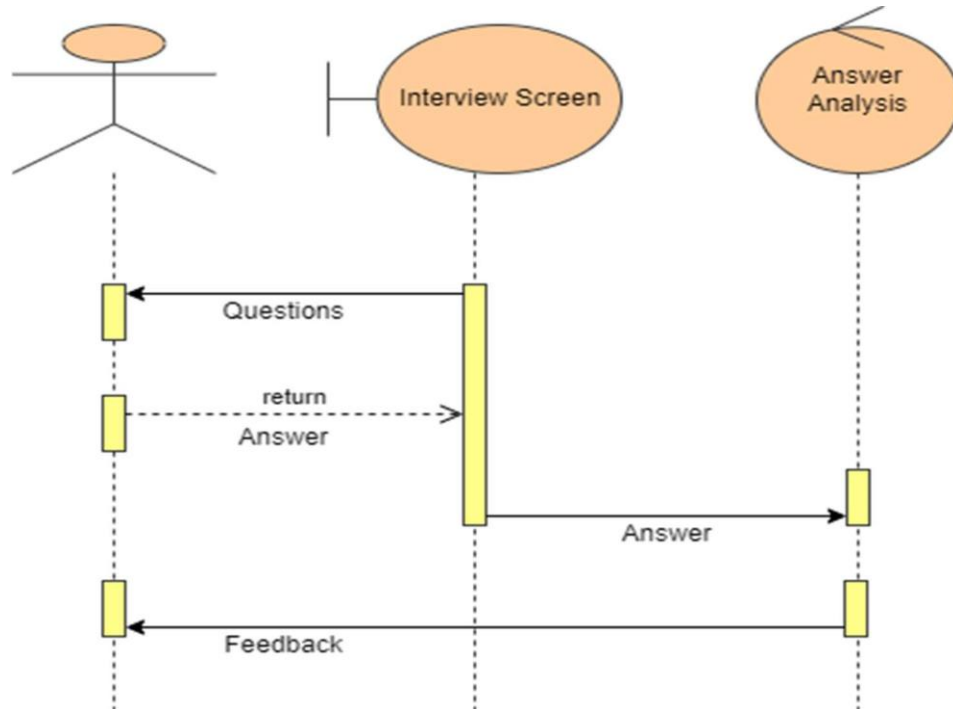 Interview Screen
Answer
Analysis
Questions
return
Answer
Answer
Feedback